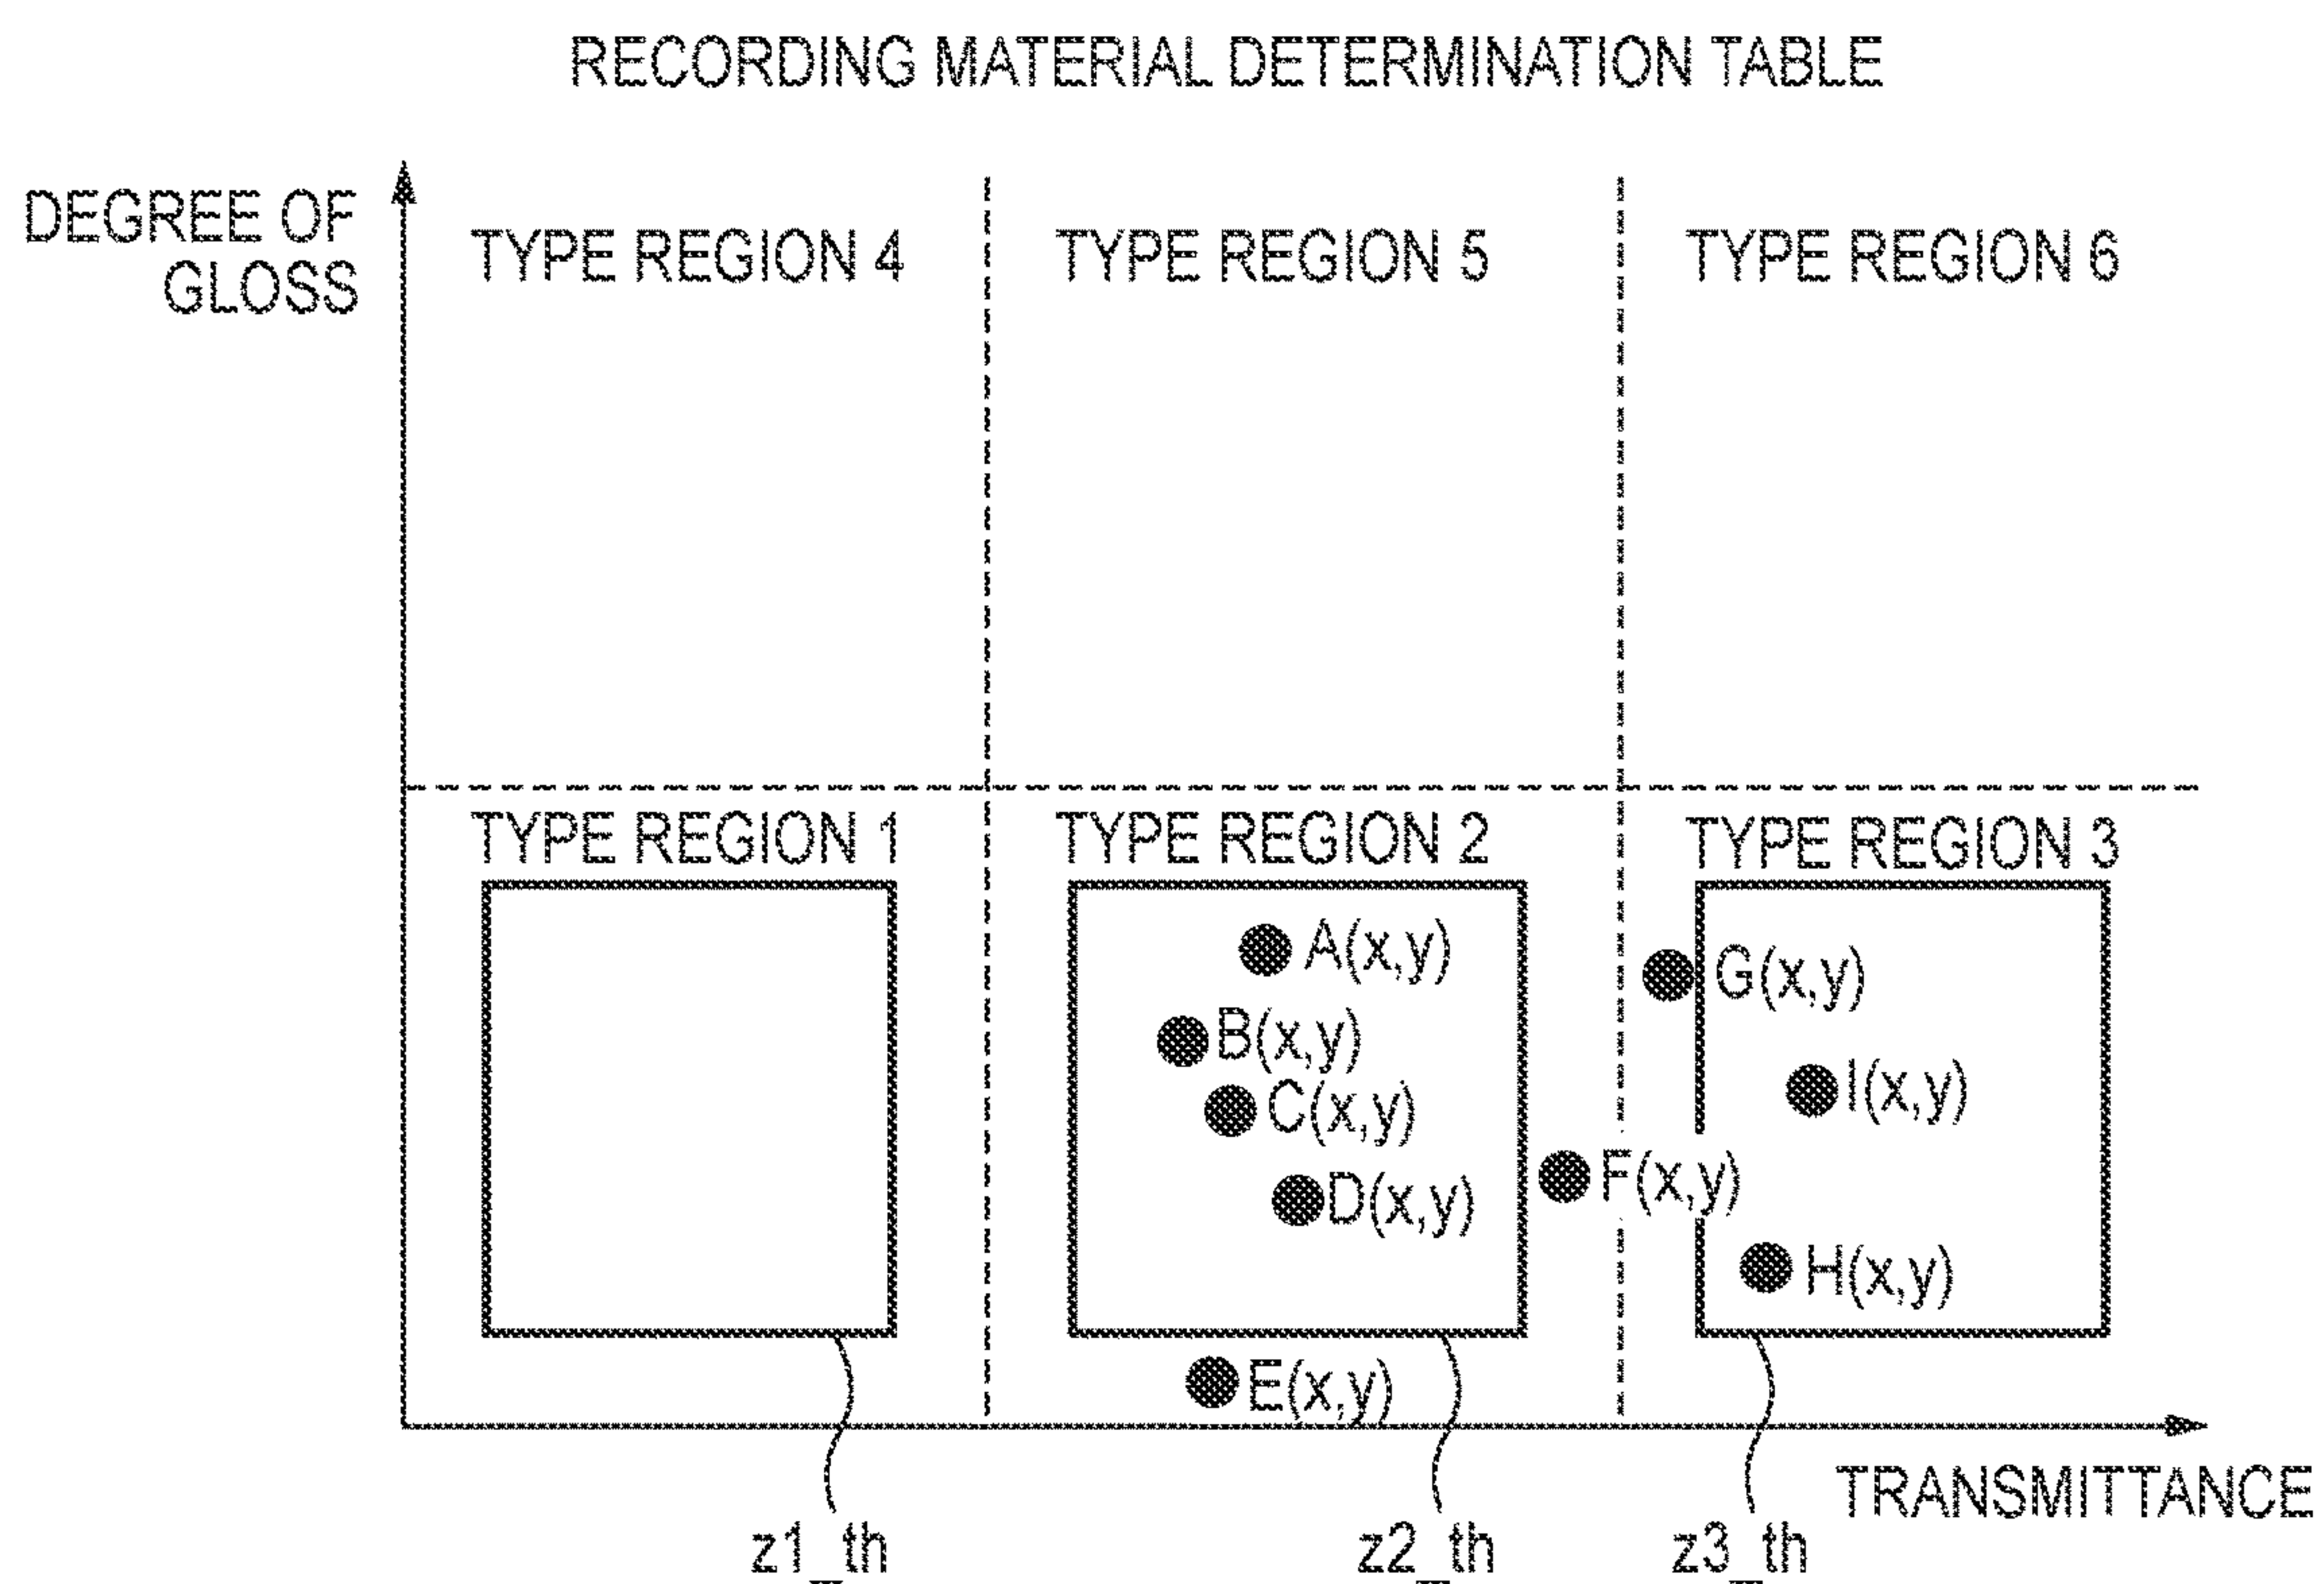 RECORDING MATERIAL DETERMINATION TABLE
DEGREE OF
GLOSS
TYPE REGION 4
TYPE REGION 5
TYPE REGION 6
TYPE REGION 1
TYPE REGION 2
TYPE REGION 3
A(x,y)
G(x,y)
B(x,y)
I(x,y)
C(x,y)
F(x,y)
D(x,y)
H(x,y)
E(x,y)
TRANSMITTANCE
z1_th
z2_th
z3_th